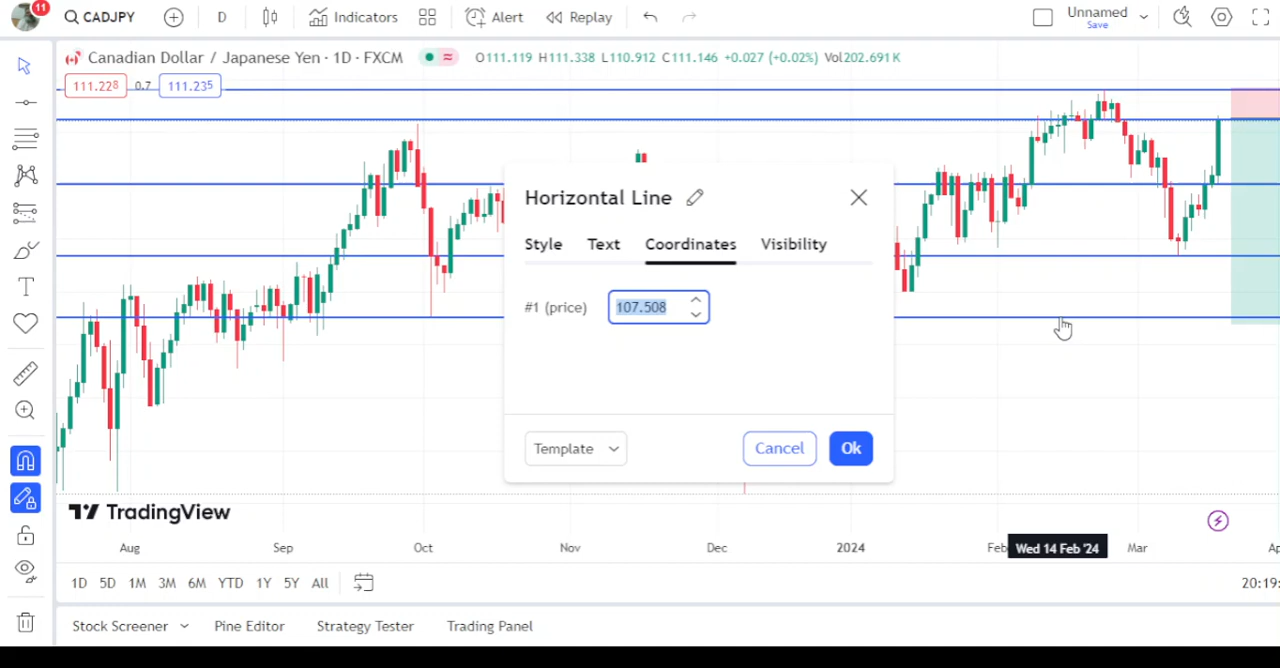 11
CADJPY D Indicators Alert Replay Unnamed
Save
Canadian Dollar / Japanese Yen · 1D · FXCM O111.119 H111.338 L110.912 C111.146 +0.027 (+0.02%) Vol202.691 K
111.228 0.7 111.235
Horizontal Line
Style Text Coordinates Visibility
#1 (price) 107.508
Template Cancel Ok
TradingView
Aug Sep Oct Nov Dec 2024 Feb Wed 14 Feb '24 Mar
1D 5D 1M 3M 6M YTD 1Y 5Y All 20:19:
Stock Screener Pine Editor Strategy Tester Trading Panel